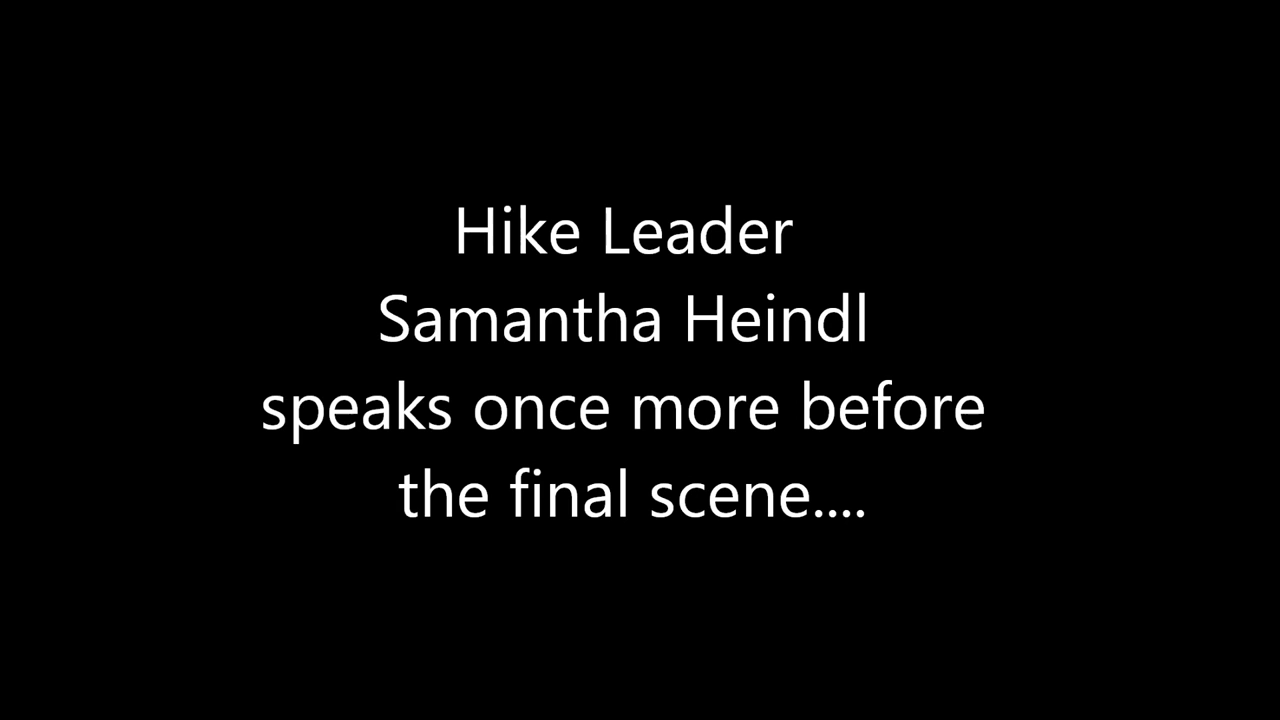 Hike Leader
Samantha Heindl
speaks once more before
the final scene....